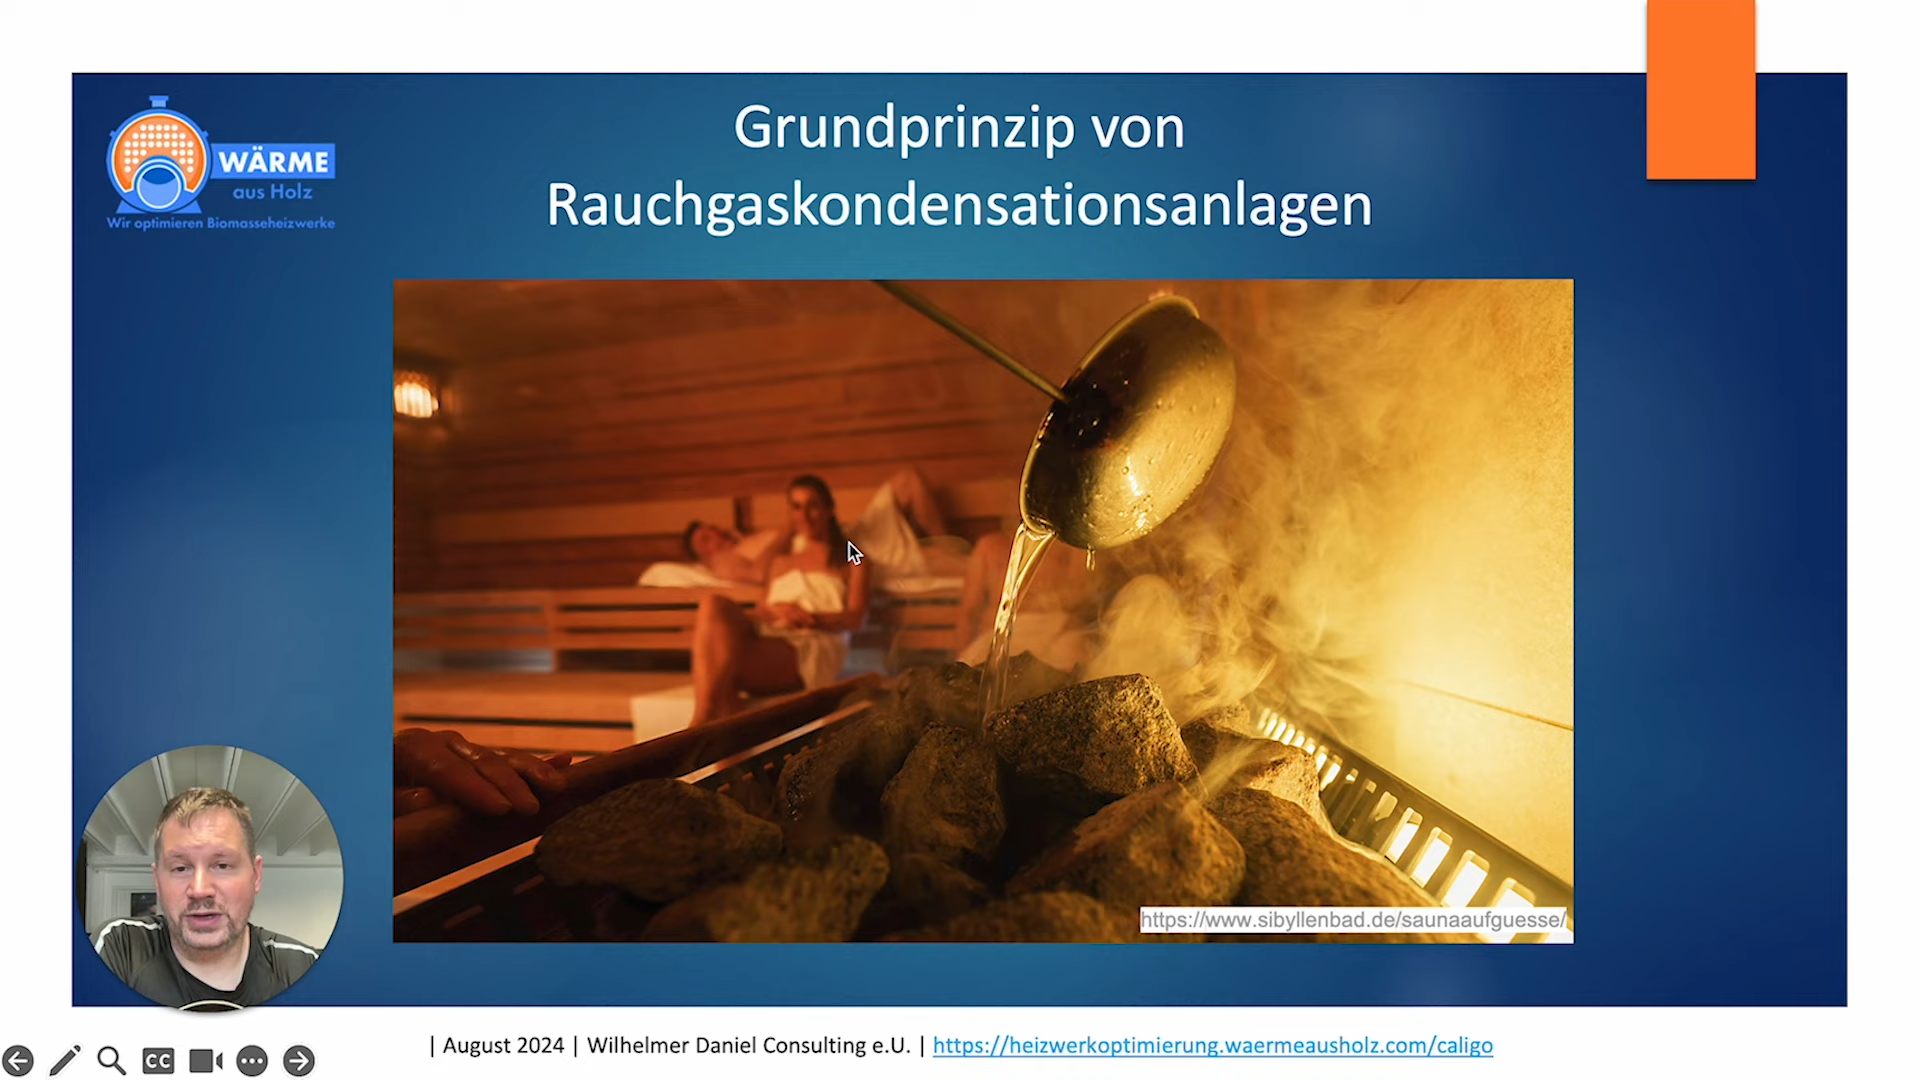 Grundprinzip von
Rauchgaskondensationsanlagen
WÄRME
aus Holz
Wir optimieren Biomasseheizwerke
https://www.sibyllenbad.de/saunaaufguesse/
| August 2024 | Wilhelmer Daniel Consulting e.U. | https://heizwerkoptimierung.waermeausholz.com/caligo
CC